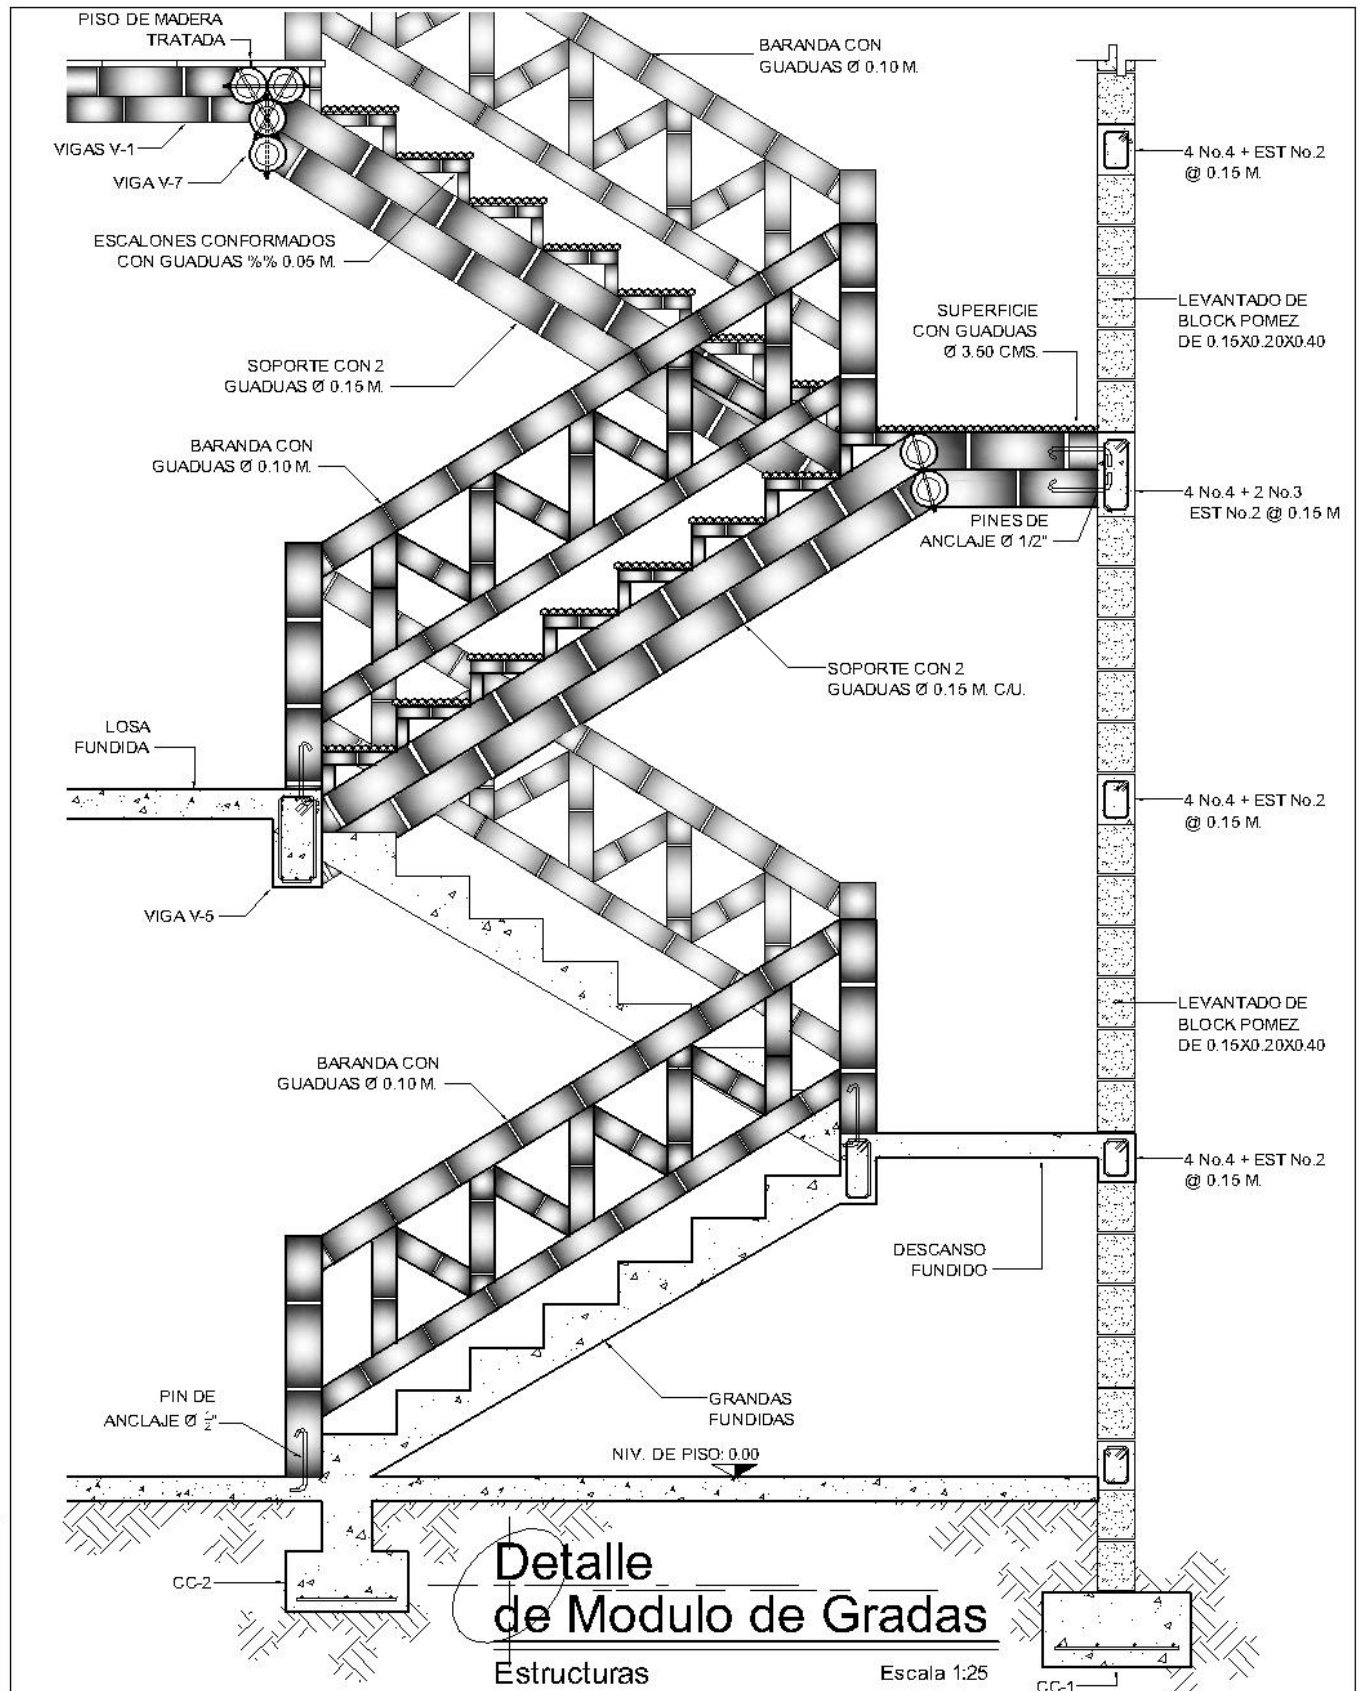 PISO DE MADERA
TRATADA
BARANDA CON
GUADUAS Ø 0.10 M.
VIGAS V-1
VIGA V-7
4 No.4 + EST No.2
@ 0.15 M.
ESCALONES CONFORMADOS
CON GUADUAS %% 0.05 M.
SUPERFICIE
CON GUADUAS
Ø 3.50 CMS.
LEVANTADO DE
BLOCK POMEZ
DE 0.15X0.20X0.40
SOPORTE CON 2
GUADUAS Ø 0.15 M.
BARANDA CON
GUADUAS Ø 0.10 M.
4 No.4 + 2 No.3
EST No.2 @ 0.15 M
PINES DE
ANCLAJE Ø 1/2"
SOPORTE CON 2
GUADUAS Ø 0.15 M. C/U.
LOSA
FUNDIDA
4 No.4 + EST No.2
@ 0.15 M.
VIGA V-5
LEVANTADO DE
BLOCK POMEZ
DE 0.15X0.20X0.40
BARANDA CON
GUADUAS Ø 0.10 M.
4 No.4 + EST No.2
@ 0.15 M.
DESCANSO
FUNDIDO
PIN DE
ANCLAJE Ø 1/2"
GRANDAS
FUNDIDAS
NIV. DE PISO: 0.00
CC-2
Detalle
de Modulo de Gradas
Estructuras
Escala 1:25
CC-1